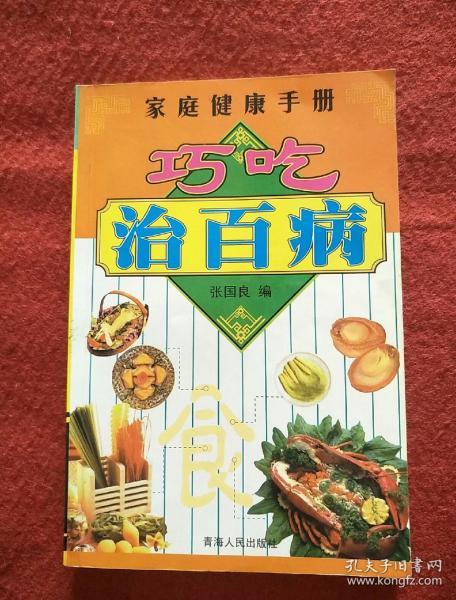 家庭健康手册
巧吃
治百病
张国良 编
食
青海人民出版社
孔夫子旧书网
www.kongfz.com